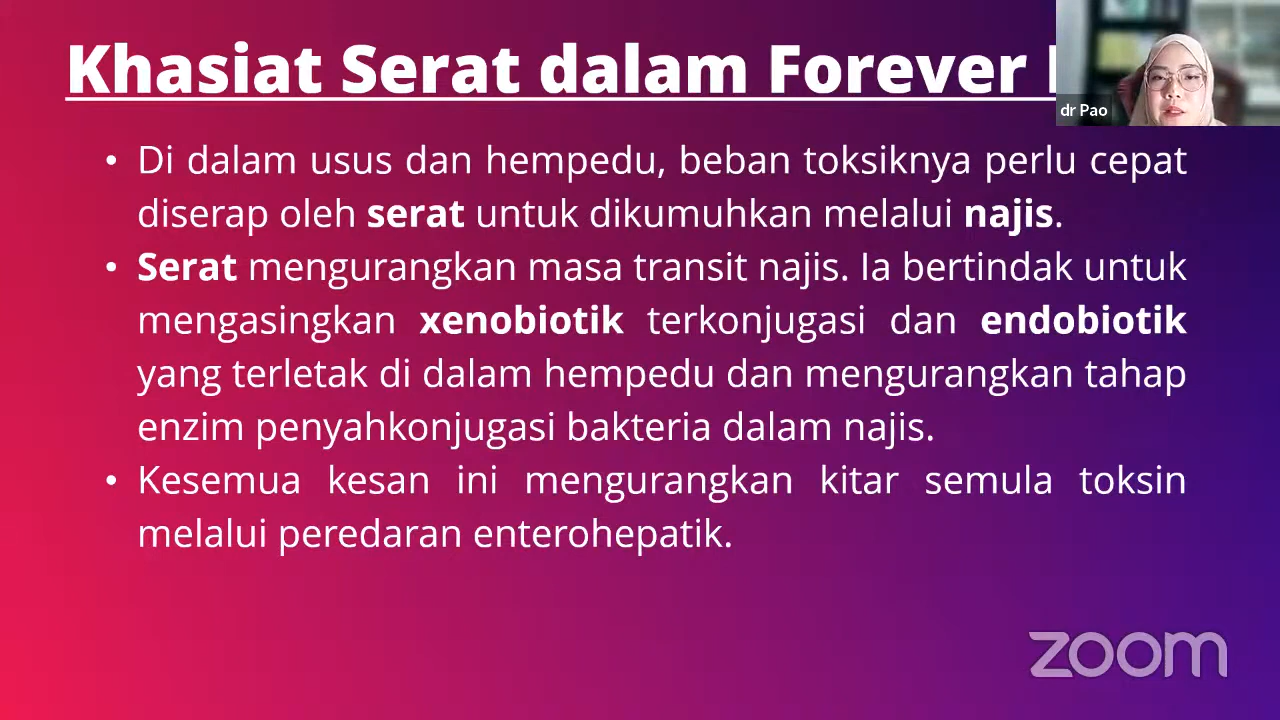 Khasiat Serat dalam Forever
dr Pao
• Di dalam usus dan hempedu, beban toksiknya perlu cepat
diserap oleh serat untuk dikumuhkan melalui najis.
• Serat mengurangkan masa transit najis. Ia bertindak untuk
mengasingkan xenobiotik terkonjugasi dan endobiotik
yang terletak di dalam hempedu dan mengurangkan tahap
enzim penyahkonjugasi bakteria dalam najis.
• Kesemua kesan ini mengurangkan kitar semula toksin
melalui peredaran enterohepatik.
zoom